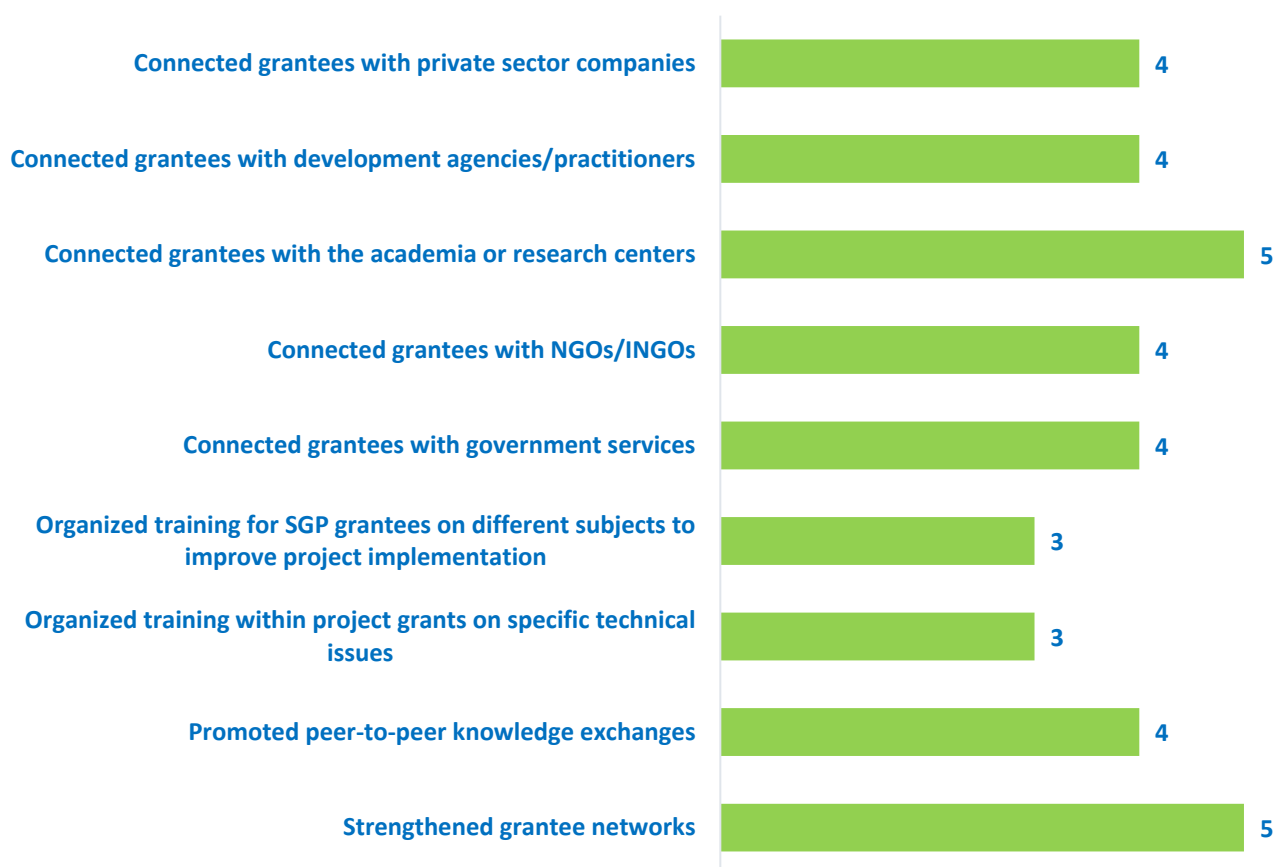 Connected grantees with private sector companies
4
Connected grantees with development agencies/practitioners
4
Connected grantees with the academia or research centers
5
Connected grantees with NGOs/INGOs
4
Connected grantees with government services
4
Organized training for SGP grantees on different subjects to
improve project implementation
3
Organized training within project grants on specific technical
issues
3
Promoted peer-to-peer knowledge exchanges
4
Strengthened grantee networks
5